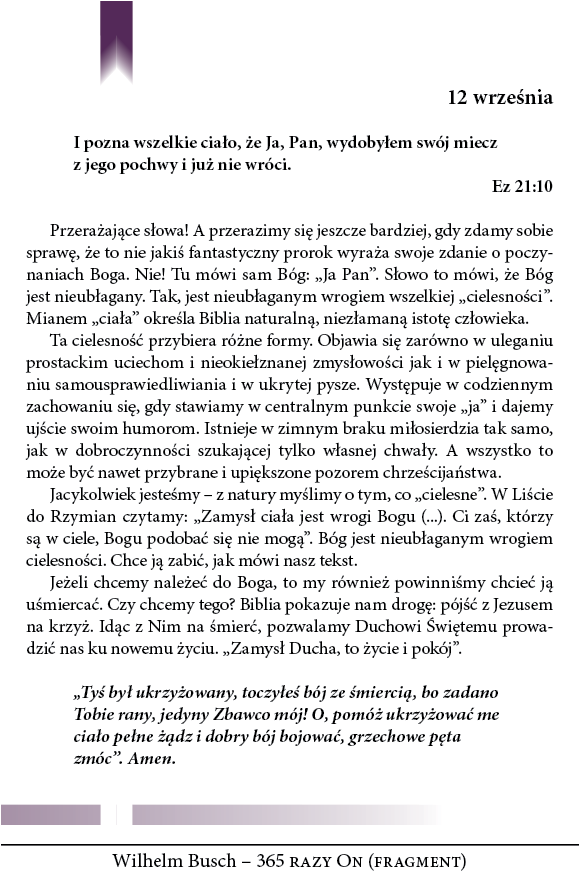 12 września
I pozna wszelkie ciało, że Ja, Pan, wydobyłem swój miecz
z jego pochwy i już nie wróci.
Ez 21:10
Przerażające słowa! A przerazimy się jeszcze bardziej, gdy zdamy sobie
sprawę, że to nie jakiś fantastyczny prorok wyraża swoje zdanie o poczy-
naniach Boga. Nie! Tu mówi sam Bóg: „Ja Pan”. Słowo to mówi, że Bóg
jest nieubłagany. Tak, jest nieubłaganym wrogiem wszelkiej „cielesności”.
Mianem „ciała” określa Biblia naturalną, niezłamaną istotę człowieka.
Ta cielesność przybiera różne formy. Objawia się zarówno w uleganiu
prostackim uciechom i nieokiełznanej zmysłowości jak i w pielęgnowa-
niu samousprawiedliwiania i w ukrytej pysze. Występuje w codziennym
zachowaniu się, gdy stawiamy w centralnym punkcie swoje „ja” i dajemy
ujście swoim humorom. Istnieje w zimnym braku miłosierdzia tak samo,
jak w dobroczynności szukającej tylko własnej chwały. A wszystko to
może być nawet przybrane i upiększone pozorem chrześcijaństwa.
Jacykolwiek jesteśmy – z natury myślimy o tym, co „cielesne”. W Liście
do Rzymian czytamy: „Zamysł ciała jest wrogi Bogu (...). Ci zaś, którzy
są w ciele, Bogu podobać się nie mogą”. Bóg jest nieubłaganym wrogiem
cielesności. Chce ją zabić, jak mówi nasz tekst.
Jeżeli chcemy należeć do Boga, to my również powinniśmy chcieć ją
uśmiercać. Czy chcemy tego? Biblia pokazuje nam drogę: pójść z Jezusem
na krzyż. Idąc z Nim na śmierć, pozwalamy Duchowi Świętemu prowa-
dzić nas ku nowemu życiu. „Zamysł Ducha, to życie i pokój”.
„Tyś był ukrzyżowany, toczyłeś bój ze śmiercią, bo zadano
Tobie rany, jedyny Zbawco mój! O, pomóż ukrzyżować me
ciało pełne żądz i dobry bój bojować, grzechowe pęta
zmóc”. Amen.
Wilhelm Busch – 365 RAZY ON (FRAGMENT)